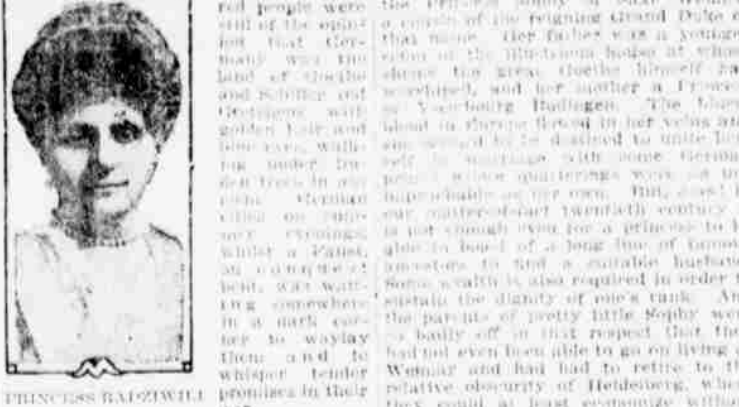 PRINCESS RADZIWILL
red people were
still of the opin-
ion that Ger-
many was the
land of Goethe
and Schiller and
Gretchens with
golden hair and
blue eyes, walk-
ing under lin-
den trees in
German
cities on sum-
mer evenings,
whilst a Faust,
was wait-
ing somewhere
in a dark cor-
ner to waylay
them and to
whisper tender
promises in their
the Princess Sophy of Saxe Weimar,
a cousin of the reigning Grand Duke of
that name. Her father was a younger
of the illustrious house at whose
shrine the great Goethe himself had
worshiped, and her mother a Princess
Budingen. The bluest
blood in Europe flowed in her veins and
she seemed to be destined to unite her-
self in marriage with some German
prince whose quarterings were as
as her own. But, alas! in
our matter-of-fact twentieth century it
is not enough even for a princess to be
able to boast of a long line of famous
ancestors to find a suitable husband.
Some wealth is also required in order to
sustain the dignity of one's rank. And
the parents of pretty little Sophy were
so badly off in that respect that they
had not even been able to go on living at
Weimar and had had to retire to the
relative obscurity of Heidelberg, where
they could at least economize without